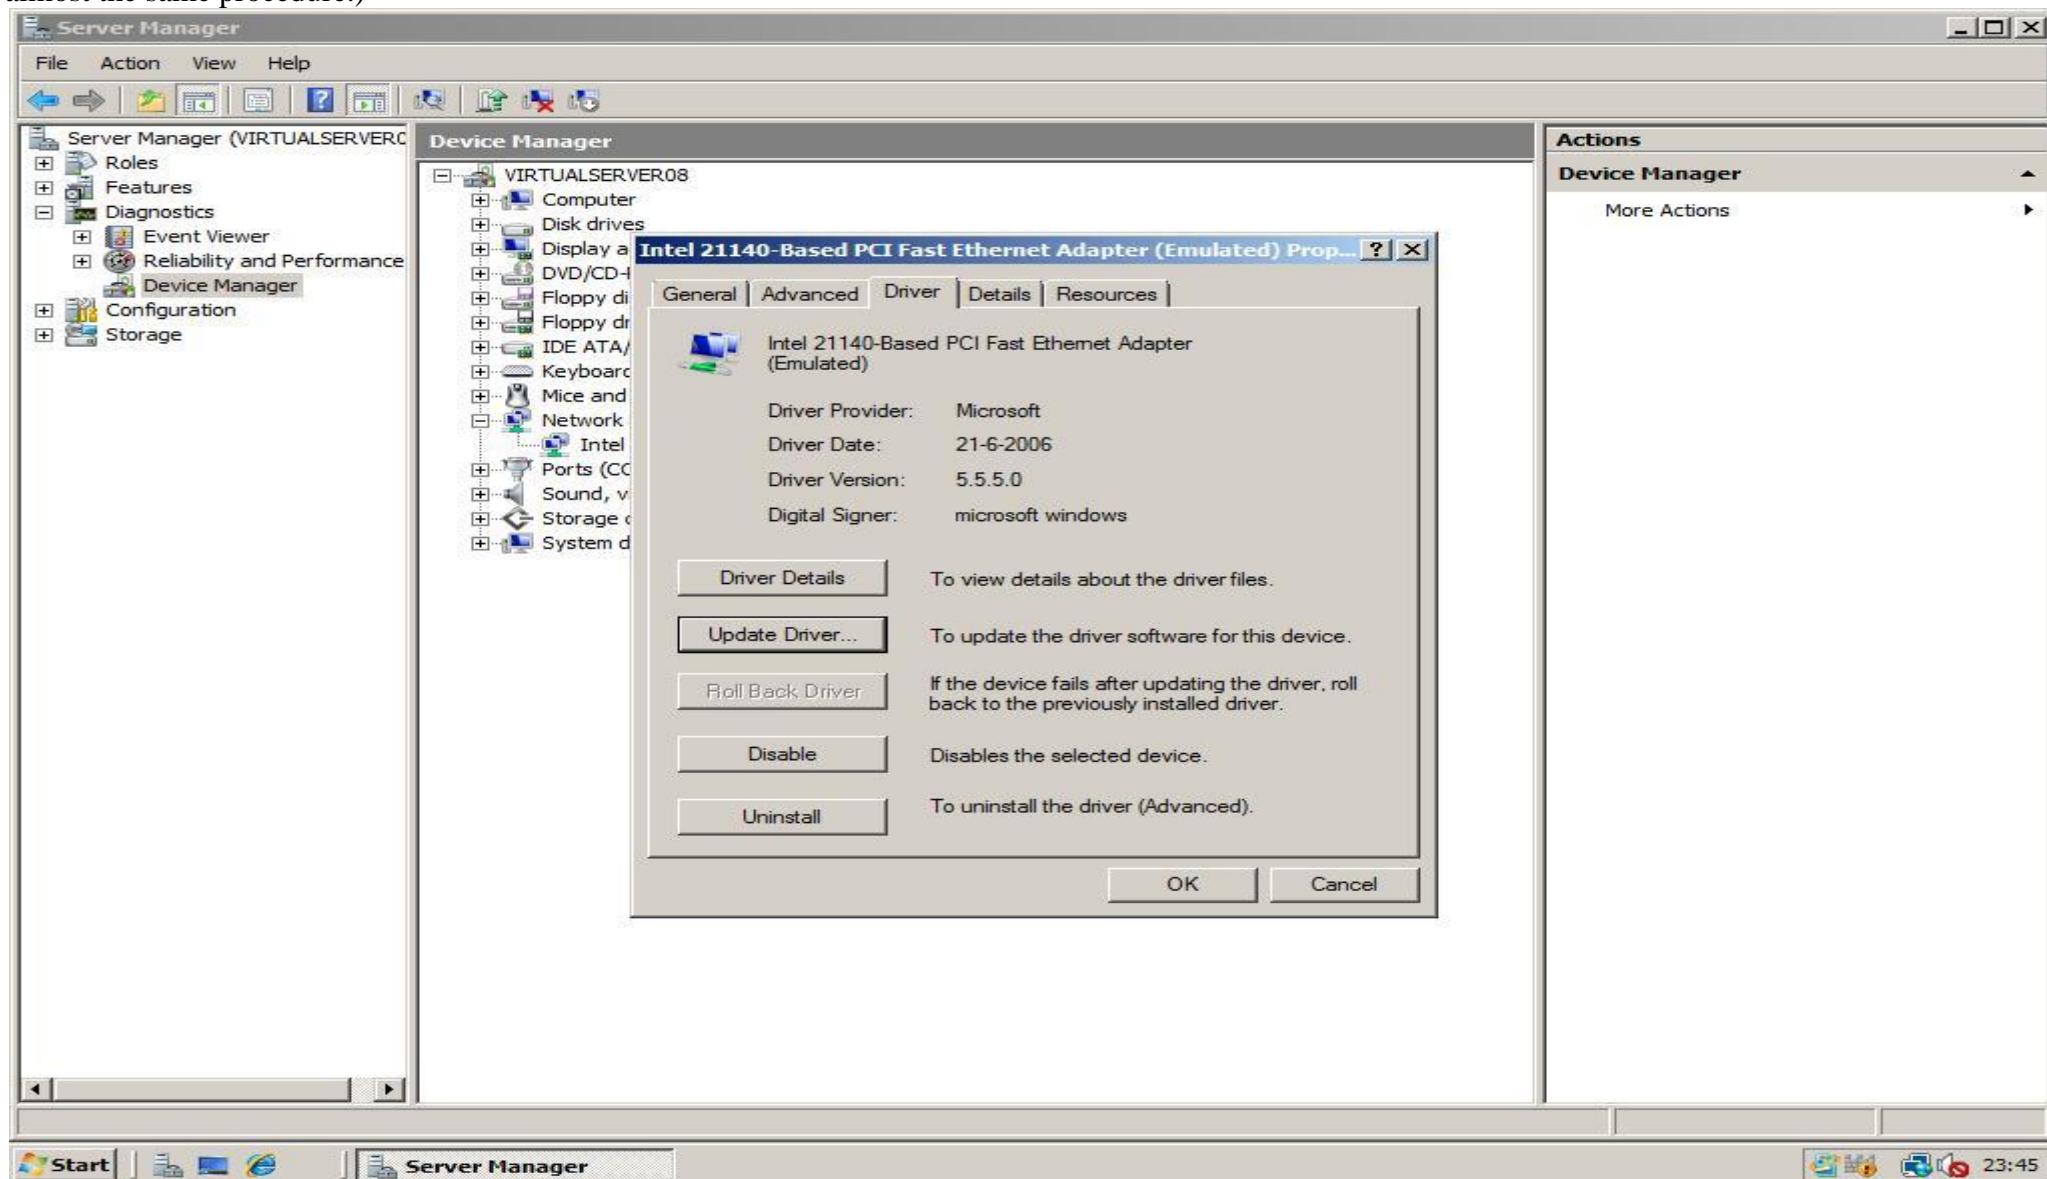 almost the same procedure.)
Server Manager
File Action View Help
Server Manager (VIRTUALSERVER0
Roles
Features
Diagnostics
Event Viewer
Reliability and Performance
Device Manager
Configuration
Storage
Device Manager
VIRTUALSERVER08
Computer
Disk drives
Display a
DVD/CD-
Floppy di
Floppy dr
IDE ATA/
Keyboard
Mice and
Network
Intel
Ports (CO
Sound, v
Storage c
System d
Intel 21140-Based PCI Fast Ethernet Adapter (Emulated) Prop...
General Advanced Driver Details Resources
Intel 21140-Based PCI Fast Ethernet Adapter
(Emulated)
Driver Provider: Microsoft
Driver Date: 21-6-2006
Driver Version: 5.5.5.0
Digital Signer: microsoft windows
Driver Details To view details about the driver files.
Update Driver... To update the driver software for this device.
Roll Back Driver If the device fails after updating the driver, roll
back to the previously installed driver.
Disable Disables the selected device.
Uninstall To uninstall the driver (Advanced).
OK Cancel
Actions
Device Manager
More Actions
Start Server Manager 23:45